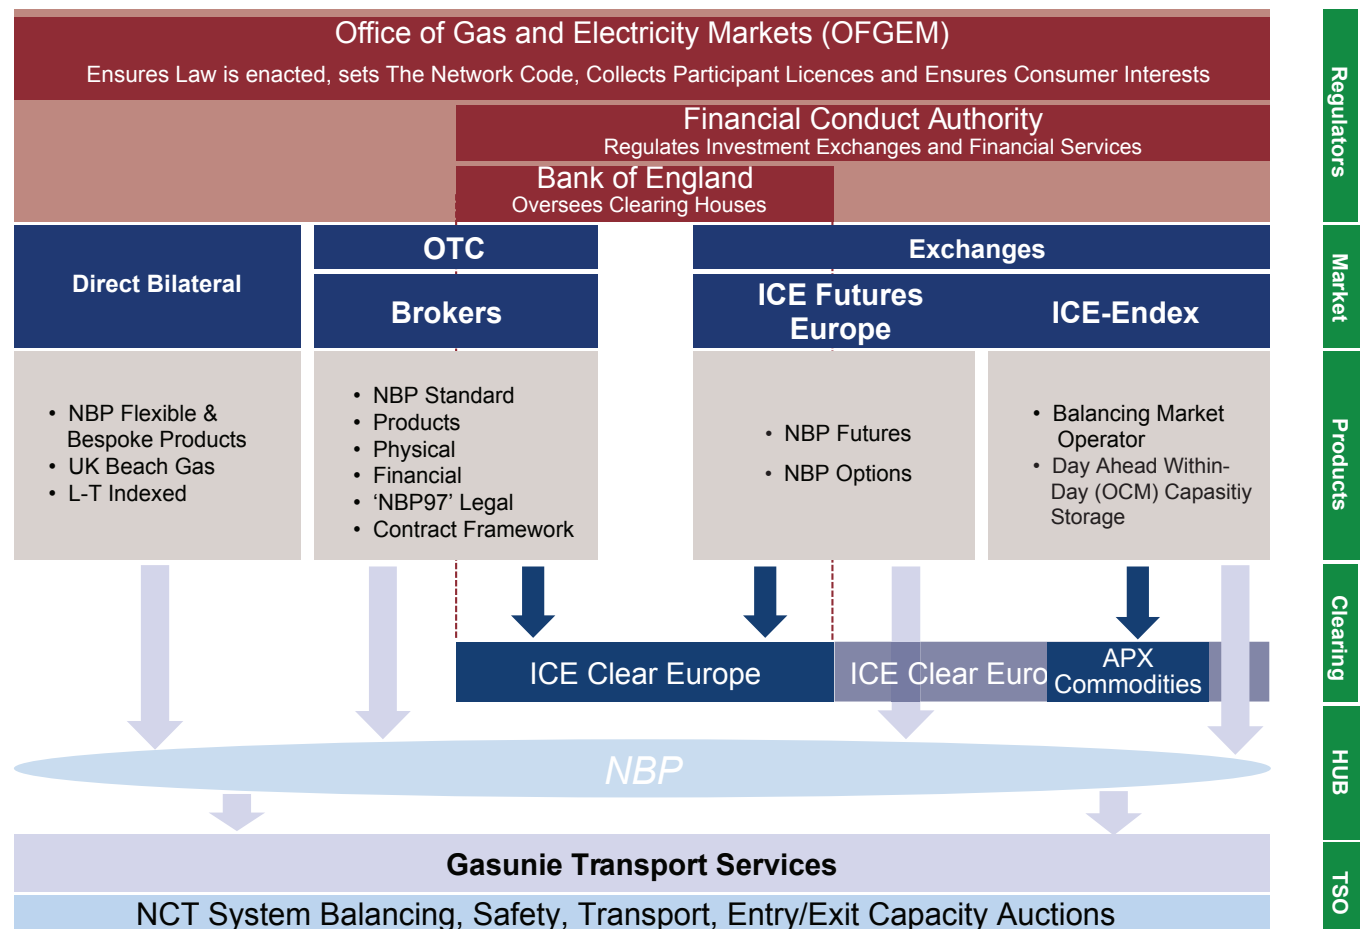 Office of Gas and Electricity Markets (OFGEM)
Ensures Law is enacted, sets The Network Code, Collects Participant Licences and Ensures Consumer Interests
Financial Conduct Authority
Regulates Investment Exchanges and Financial Services
Bank of England
Oversees Clearing Houses
Regulators
Direct Bilateral
OTC
Brokers
Exchanges
ICE Futures
Europe
ICE-Endex
Market
• NBP Flexible &
Bespoke Products
• UK Beach Gas
• L-T Indexed
• NBP Standard
• Products
• Physical
• Financial
• ‘NBP97’ Legal
• Contract Framework
• NBP Futures
• NBP Options
• Balancing Market
Operator
• Day Ahead Within-
Day (OCM) Capasitiy
Storage
Products
ICE Clear Europe
ICE Clear Euro
APX
Commodities
Clearing
NBP
HUB
Gasunie Transport Services
NCT System Balancing, Safety, Transport, Entry/Exit Capacity Auctions
TSO